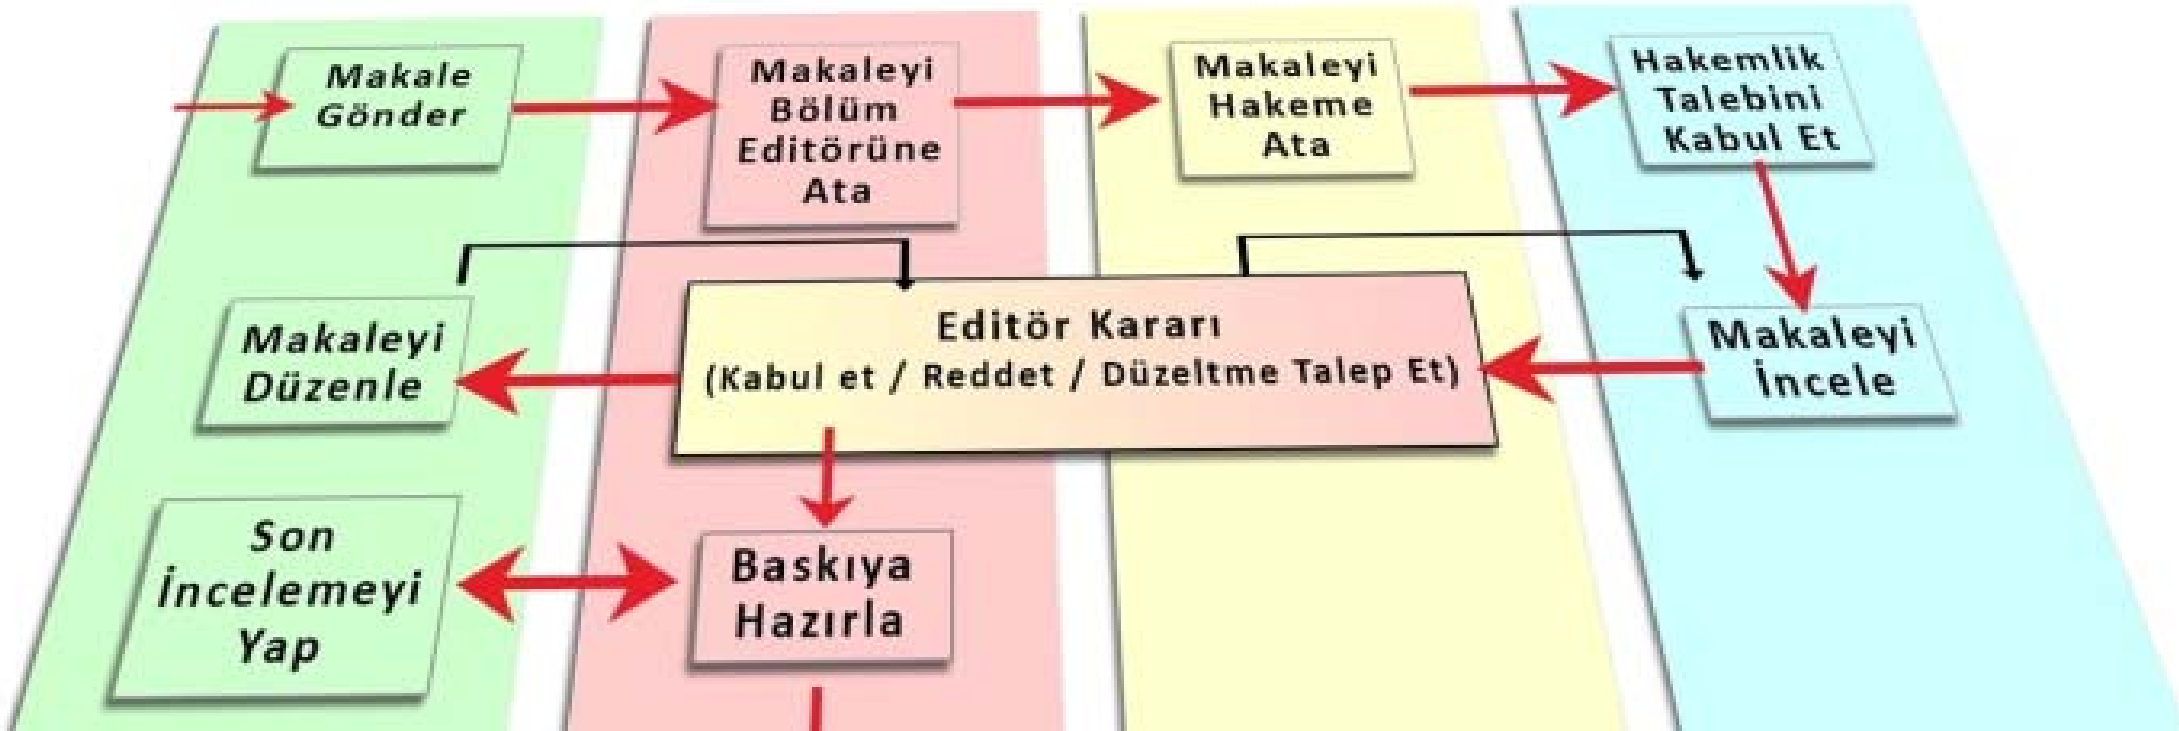 Makale
Gönder
Makaleyi
Bölüm
Editörüne
Ata
Makaleyi
Hakeme
Ata
Hakemlik
Talebini
Kabul Et
Makaleyi
Düzenle
Editör Kararı
(Kabul et / Reddet / Düzeltme Talep Et)
Makaleyi
İncele
Son
İncelemeyi
Yap
Baskıya
Hazırla